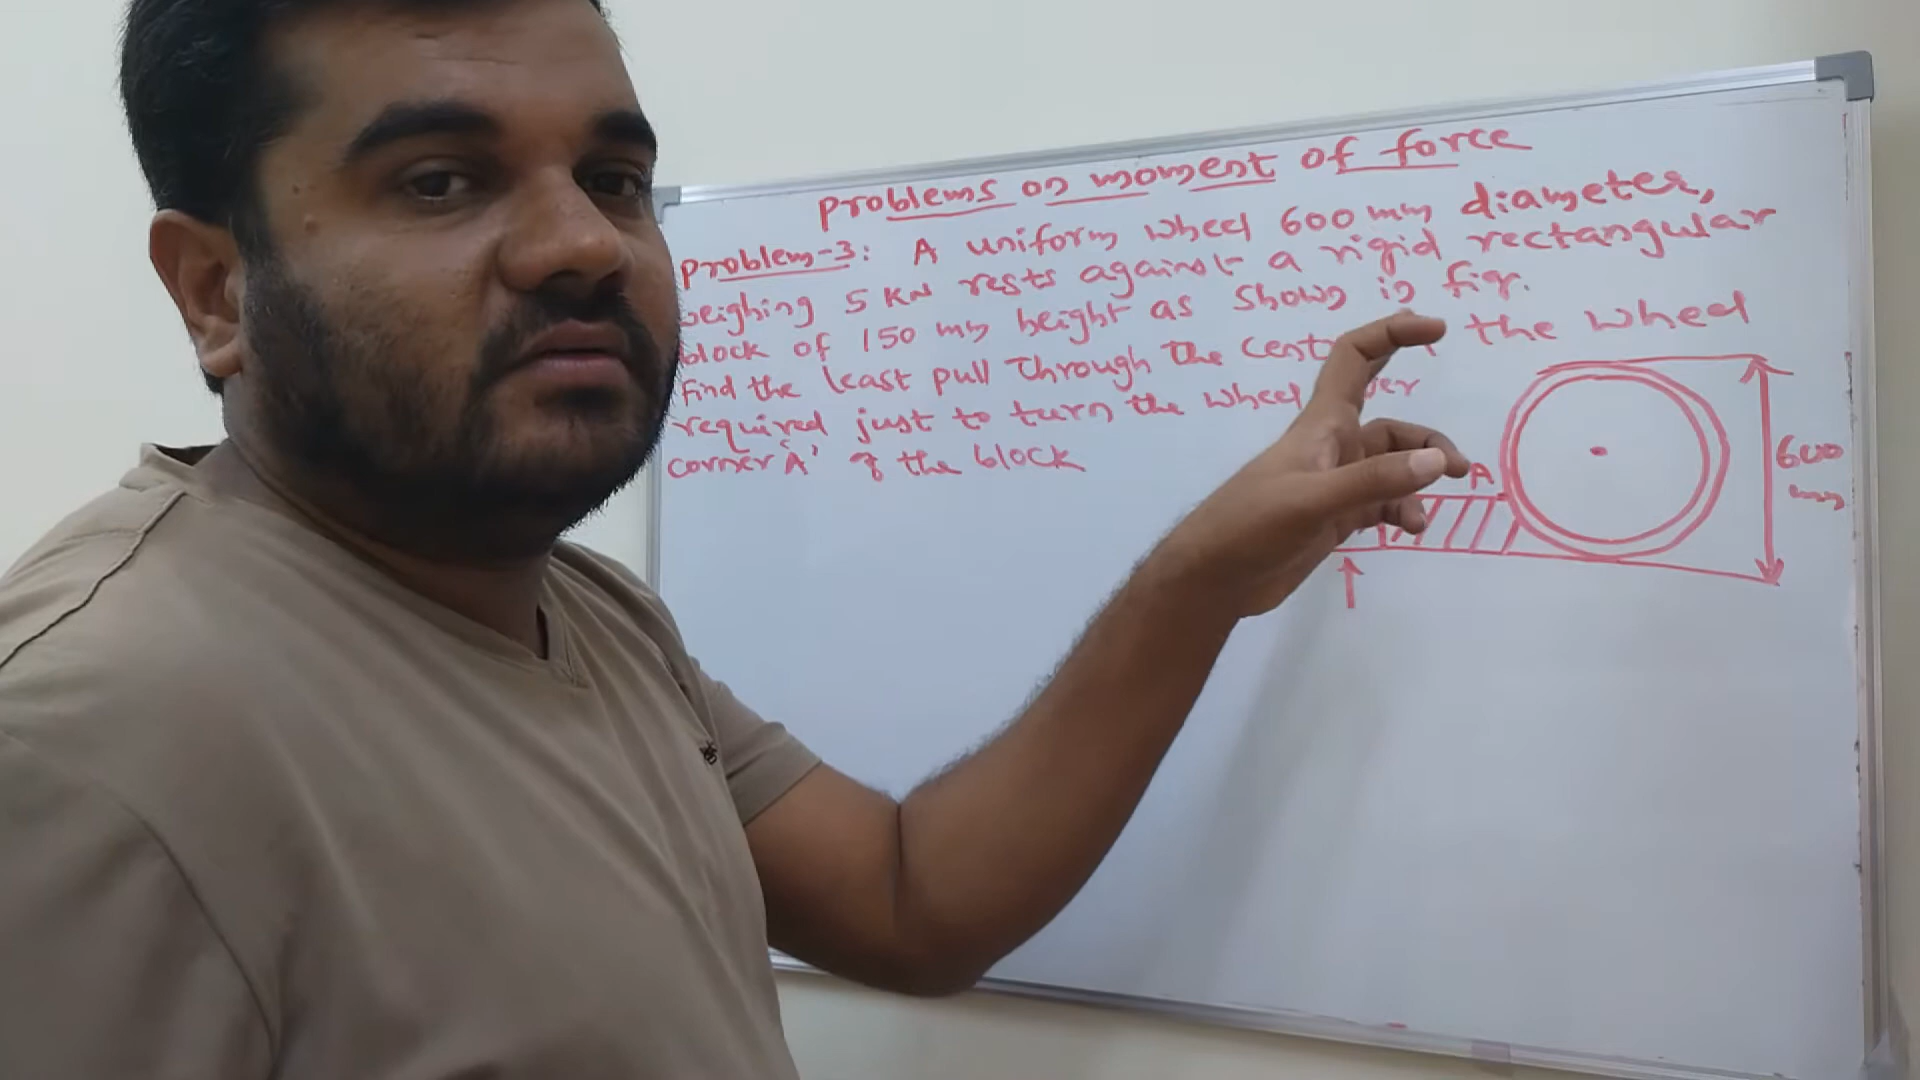 Problems on moment of force
Problem-3: A uniform wheel 600 mm diameter,
weighing 5 KN rests against a rigid rectangular
block of 150 mm height as shown in fig.
Find the least pull through the the wheel
required just to turn the wheel
corner 'A' of the block
A
600
mm